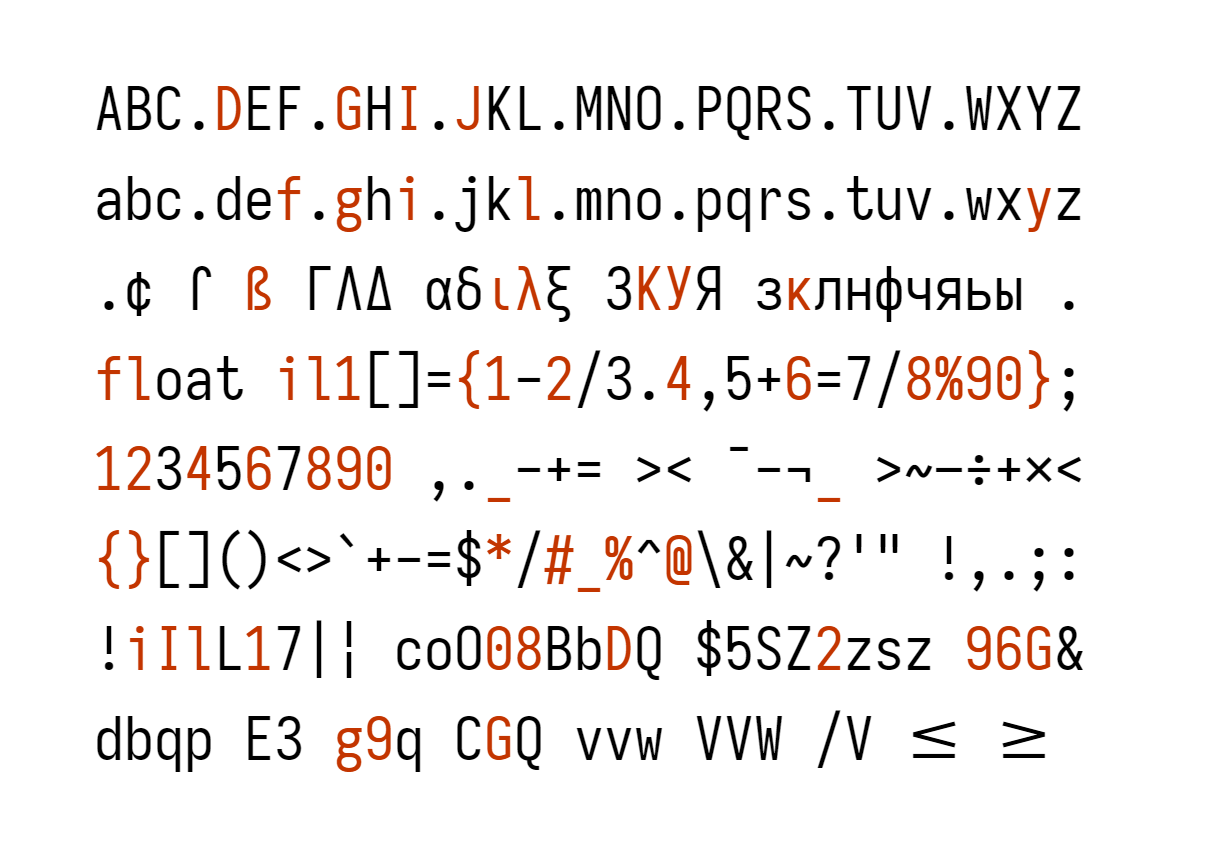 ABC.DEF.GHI.JKL.MNO.PQRS.TUV.WXYZ
abc.def.ghi.jkl.mno.pqrs.tuv.wxyz
.¢ ſ ß ΓΛΔ αδιλξ ЗКУЯ зклнфчяьы .
float il1[]={1-2/3.4,5+6=7/8%90};
1234567890 ,._-+= >< ¯-¬_ >~–÷+×<
{}[]()<>`+-=$*/#_%^@\&|~?'" !,.;:
!iIlL17|¦ coO08BbDQ $5SZ2zsz 96G&
dbqp E3 g9q CGQ vvw VVW /V ≤ ≥